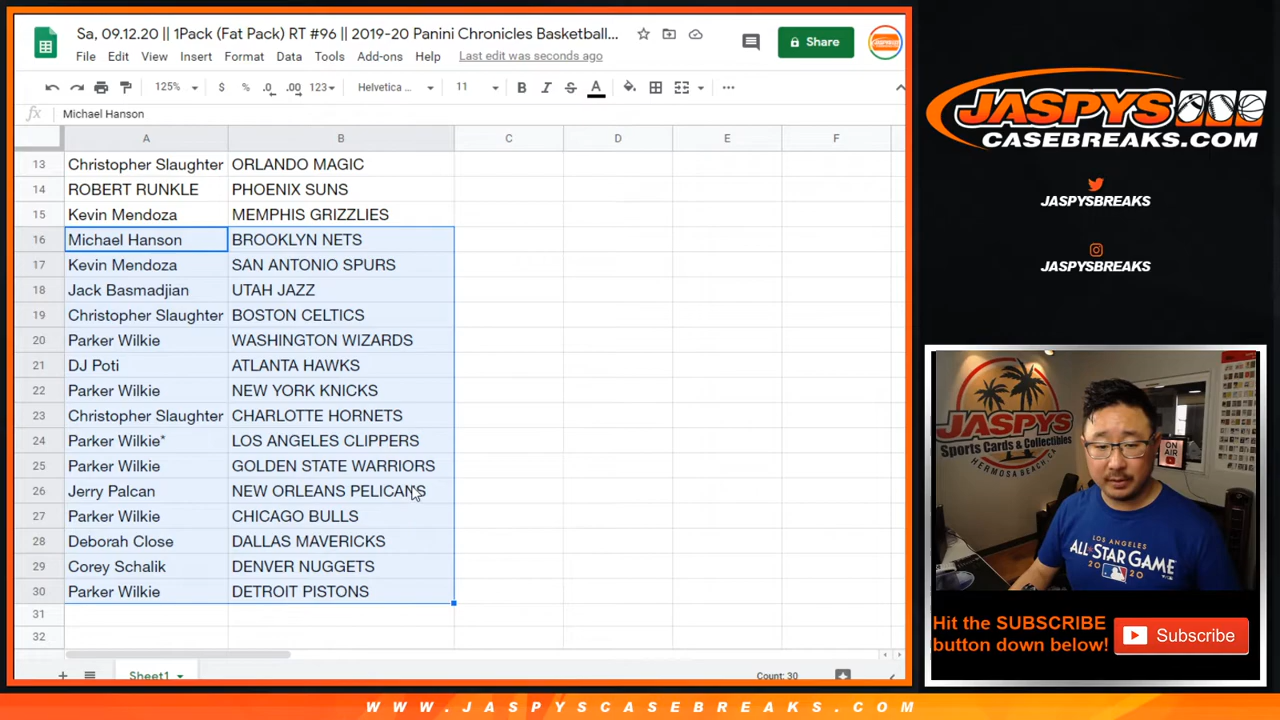 Sa, 09.12.20 || 1Pack (Fat Pack) RT #96 || 2019-20 Panini Chronicles Basketball...
File Edit View Insert Format Data Tools Add-ons Help Last edit was seconds ago
Share
125% $ % .0 .00 123 Helvetica ... 11 B I S A
fx Michael Hanson
A B C D E F
13 Christopher Slaughter ORLANDO MAGIC
14 ROBERT RUNKLE PHOENIX SUNS
15 Kevin Mendoza MEMPHIS GRIZZLIES
16 Michael Hanson BROOKLYN NETS
17 Kevin Mendoza SAN ANTONIO SPURS
18 Jack Basmadjian UTAH JAZZ
19 Christopher Slaughter BOSTON CELTICS
20 Parker Wilkie WASHINGTON WIZARDS
21 DJ Poti ATLANTA HAWKS
22 Parker Wilkie NEW YORK KNICKS
23 Christopher Slaughter CHARLOTTE HORNETS
24 Parker Wilkie* LOS ANGELES CLIPPERS
25 Parker Wilkie GOLDEN STATE WARRIORS
26 Jerry Palcan NEW ORLEANS PELICANS
27 Parker Wilkie CHICAGO BULLS
28 Deborah Close DALLAS MAVERICKS
29 Corey Schalik DENVER NUGGETS
30 Parker Wilkie DETROIT PISTONS
31
32
Sheet1 Count: 30
JASPYS
CASEBREAKS.COM
JASPYSBREAKS
JASPYSBREAKS
JASPYS
Sports Cards & Collectibles
HERMOSA BEACH, CA
ON AIR
LOS ANGELES
ALL-STAR GAME
2020
Hit the SUBSCRIBE
button down below!
Subscribe
WWW.JASPYSCASEBREAKS.COM